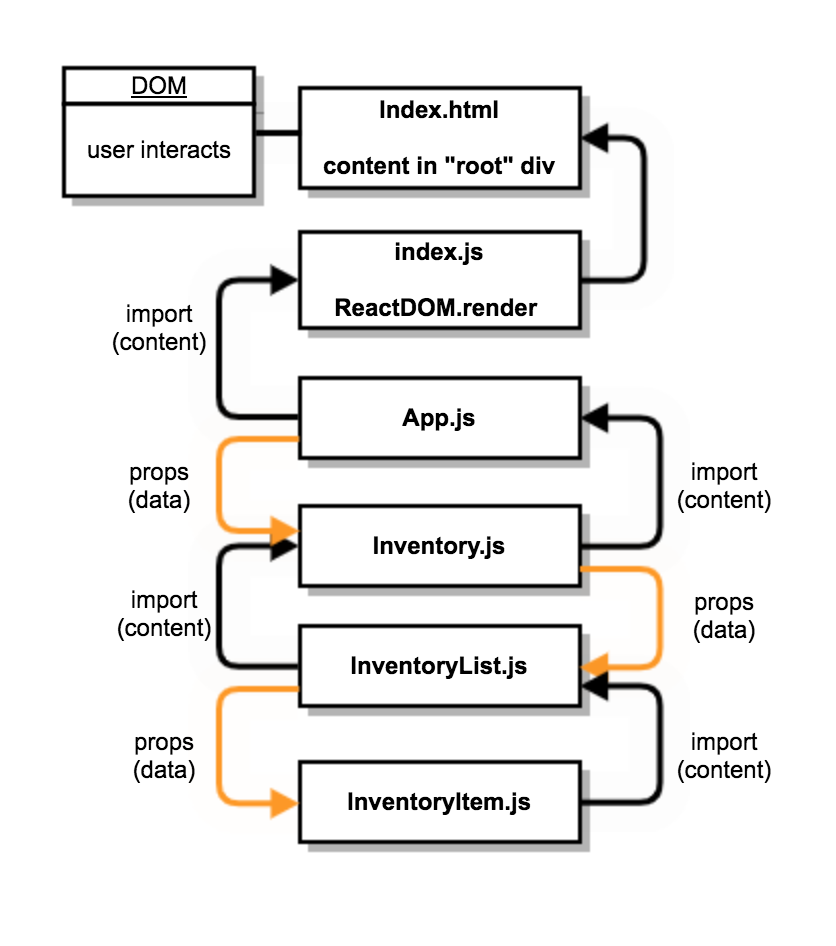 DOM
user interacts
Index.html
content in "root" div
index.js
ReactDOM.render
import
(content)
App.js
props
(data)
import
(content)
Inventory.js
import
(content)
props
(data)
InventoryList.js
props
(data)
import
(content)
InventoryItem.js